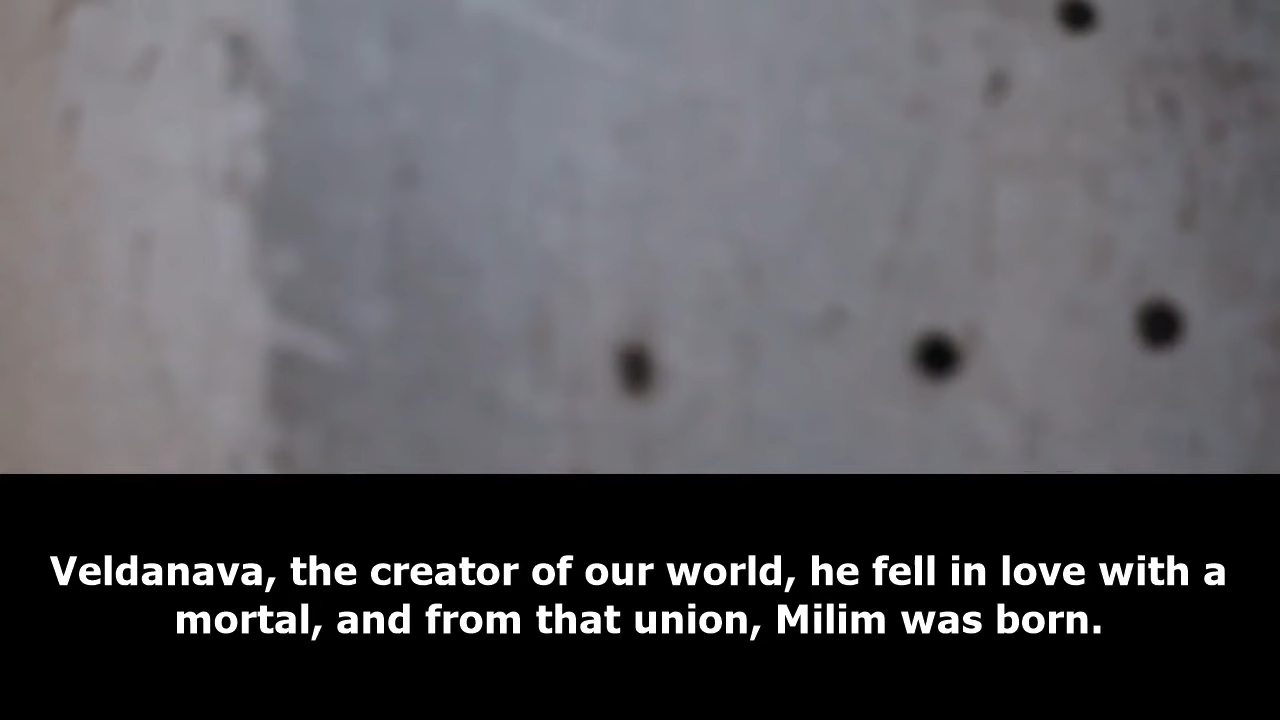 Veldanava, the creator of our world, he fell in love with a
mortal, and from that union, Milim was born.